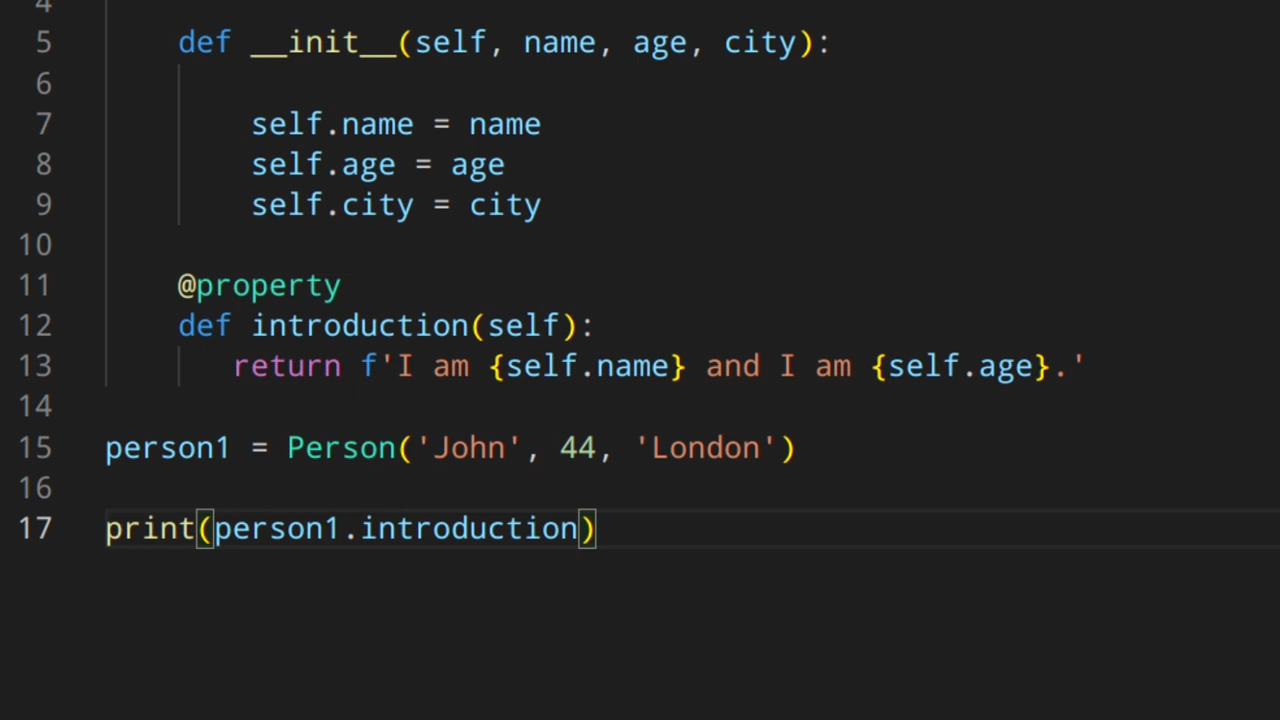 4
5 def __init__(self, name, age, city):
6
7 self.name = name
8 self.age = age
9 self.city = city
10
11 @property
12 def introduction(self):
13 return f'I am {self.name} and I am {self.age}.'
14
15 person1 = Person('John', 44, 'London')
16
17 print(person1.introduction)